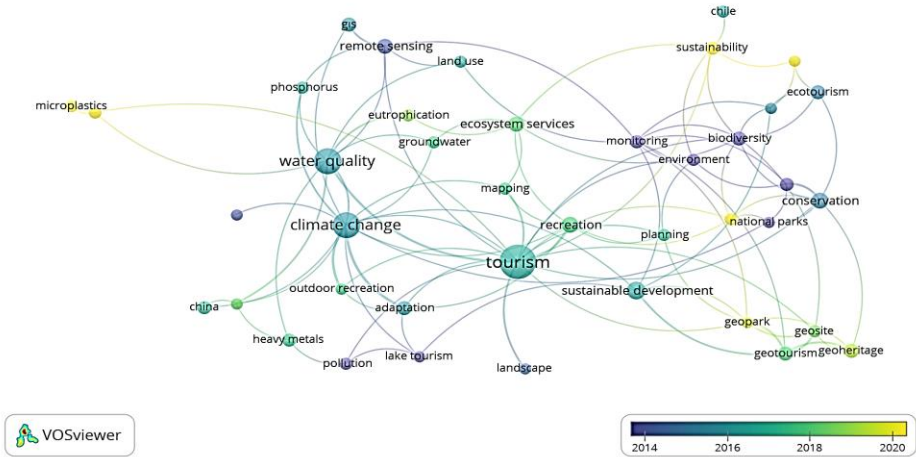 chile
gis
remote sensing
sustainability
land use
phosphorus
ecotourism
microplastics
eutrophication
ecosystem services
groundwater
monitoring
biodiversity
water quality
environment
mapping
conservation
climate change
recreation
national parks
planning
tourism
outdoor recreation
sustainable development
china
adaptation
geopark
heavy metals
geosite
pollution
lake tourism
geotourism
geoheritage
landscape
VOSviewer
2014
2016
2018
2020